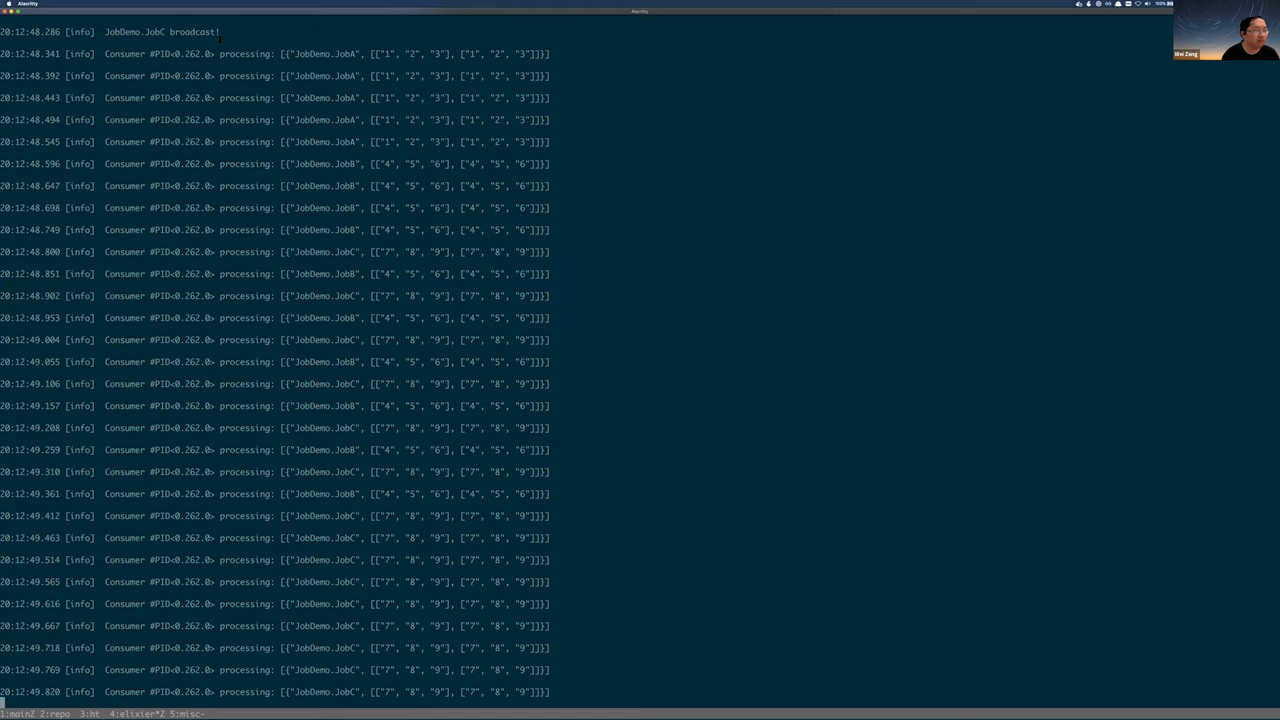 Alacritty
100%
Alacritty
20:12:48.286 [info]  JobDemo.JobC broadcast!
20:12:48.341 [info]  Consumer #PID<0.262.0> processing: [{"JobDemo.JobA", [["1", "2", "3"], ["1", "2", "3"]]}]
20:12:48.392 [info]  Consumer #PID<0.262.0> processing: [{"JobDemo.JobA", [["1", "2", "3"], ["1", "2", "3"]]}]
20:12:48.443 [info]  Consumer #PID<0.262.0> processing: [{"JobDemo.JobA", [["1", "2", "3"], ["1", "2", "3"]]}]
20:12:48.494 [info]  Consumer #PID<0.262.0> processing: [{"JobDemo.JobA", [["1", "2", "3"], ["1", "2", "3"]]}]
20:12:48.545 [info]  Consumer #PID<0.262.0> processing: [{"JobDemo.JobA", [["1", "2", "3"], ["1", "2", "3"]]}]
20:12:48.596 [info]  Consumer #PID<0.262.0> processing: [{"JobDemo.JobB", [["4", "5", "6"], ["4", "5", "6"]]}]
20:12:48.647 [info]  Consumer #PID<0.262.0> processing: [{"JobDemo.JobB", [["4", "5", "6"], ["4", "5", "6"]]}]
20:12:48.698 [info]  Consumer #PID<0.262.0> processing: [{"JobDemo.JobB", [["4", "5", "6"], ["4", "5", "6"]]}]
20:12:48.749 [info]  Consumer #PID<0.262.0> processing: [{"JobDemo.JobB", [["4", "5", "6"], ["4", "5", "6"]]}]
20:12:48.800 [info]  Consumer #PID<0.262.0> processing: [{"JobDemo.JobC", [["7", "8", "9"], ["7", "8", "9"]]}]
20:12:48.851 [info]  Consumer #PID<0.262.0> processing: [{"JobDemo.JobB", [["4", "5", "6"], ["4", "5", "6"]]}]
20:12:48.902 [info]  Consumer #PID<0.262.0> processing: [{"JobDemo.JobC", [["7", "8", "9"], ["7", "8", "9"]]}]
20:12:48.953 [info]  Consumer #PID<0.262.0> processing: [{"JobDemo.JobB", [["4", "5", "6"], ["4", "5", "6"]]}]
20:12:49.004 [info]  Consumer #PID<0.262.0> processing: [{"JobDemo.JobC", [["7", "8", "9"], ["7", "8", "9"]]}]
20:12:49.055 [info]  Consumer #PID<0.262.0> processing: [{"JobDemo.JobB", [["4", "5", "6"], ["4", "5", "6"]]}]
20:12:49.106 [info]  Consumer #PID<0.262.0> processing: [{"JobDemo.JobC", [["7", "8", "9"], ["7", "8", "9"]]}]
20:12:49.157 [info]  Consumer #PID<0.262.0> processing: [{"JobDemo.JobB", [["4", "5", "6"], ["4", "5", "6"]]}]
20:12:49.208 [info]  Consumer #PID<0.262.0> processing: [{"JobDemo.JobC", [["7", "8", "9"], ["7", "8", "9"]]}]
20:12:49.259 [info]  Consumer #PID<0.262.0> processing: [{"JobDemo.JobB", [["4", "5", "6"], ["4", "5", "6"]]}]
20:12:49.310 [info]  Consumer #PID<0.262.0> processing: [{"JobDemo.JobC", [["7", "8", "9"], ["7", "8", "9"]]}]
20:12:49.361 [info]  Consumer #PID<0.262.0> processing: [{"JobDemo.JobB", [["4", "5", "6"], ["4", "5", "6"]]}]
20:12:49.412 [info]  Consumer #PID<0.262.0> processing: [{"JobDemo.JobC", [["7", "8", "9"], ["7", "8", "9"]]}]
20:12:49.463 [info]  Consumer #PID<0.262.0> processing: [{"JobDemo.JobC", [["7", "8", "9"], ["7", "8", "9"]]}]
20:12:49.514 [info]  Consumer #PID<0.262.0> processing: [{"JobDemo.JobC", [["7", "8", "9"], ["7", "8", "9"]]}]
20:12:49.565 [info]  Consumer #PID<0.262.0> processing: [{"JobDemo.JobC", [["7", "8", "9"], ["7", "8", "9"]]}]
20:12:49.616 [info]  Consumer #PID<0.262.0> processing: [{"JobDemo.JobC", [["7", "8", "9"], ["7", "8", "9"]]}]
20:12:49.667 [info]  Consumer #PID<0.262.0> processing: [{"JobDemo.JobC", [["7", "8", "9"], ["7", "8", "9"]]}]
20:12:49.718 [info]  Consumer #PID<0.262.0> processing: [{"JobDemo.JobC", [["7", "8", "9"], ["7", "8", "9"]]}]
20:12:49.769 [info]  Consumer #PID<0.262.0> processing: [{"JobDemo.JobC", [["7", "8", "9"], ["7", "8", "9"]]}]
20:12:49.820 [info]  Consumer #PID<0.262.0> processing: [{"JobDemo.JobC", [["7", "8", "9"], ["7", "8", "9"]]}]
1:mainZ 2:repo  3:ht  4:elixier*Z 5:misc-
Wei Zeng